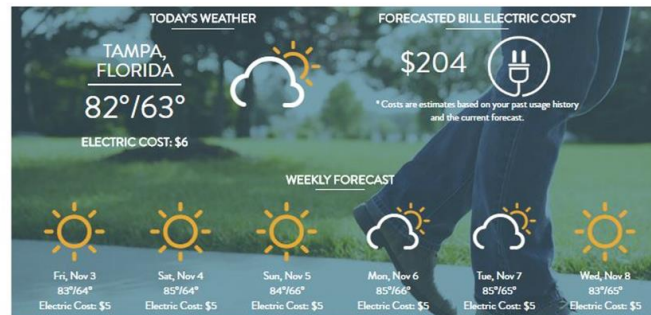 TODAY'S WEATHER
TAMPA,
FLORIDA
82°/63°
ELECTRIC COST: $6
FORECASTED BILL ELECTRIC COST*
$204
* Costs are estimates based on your past usage history
and the current forecast.
WEEKLY FORECAST
Fri, Nov 3
83°/64°
Electric Cost: $5
Sat, Nov 4
85°/64°
Electric Cost: $5
Sun, Nov 5
84°/66°
Electric Cost: $5
Mon, Nov 6
85°/66°
Electric Cost: $5
Tue, Nov 7
85°/65°
Electric Cost: $5
Wed, Nov 8
83°/65°
Electric Cost: $5